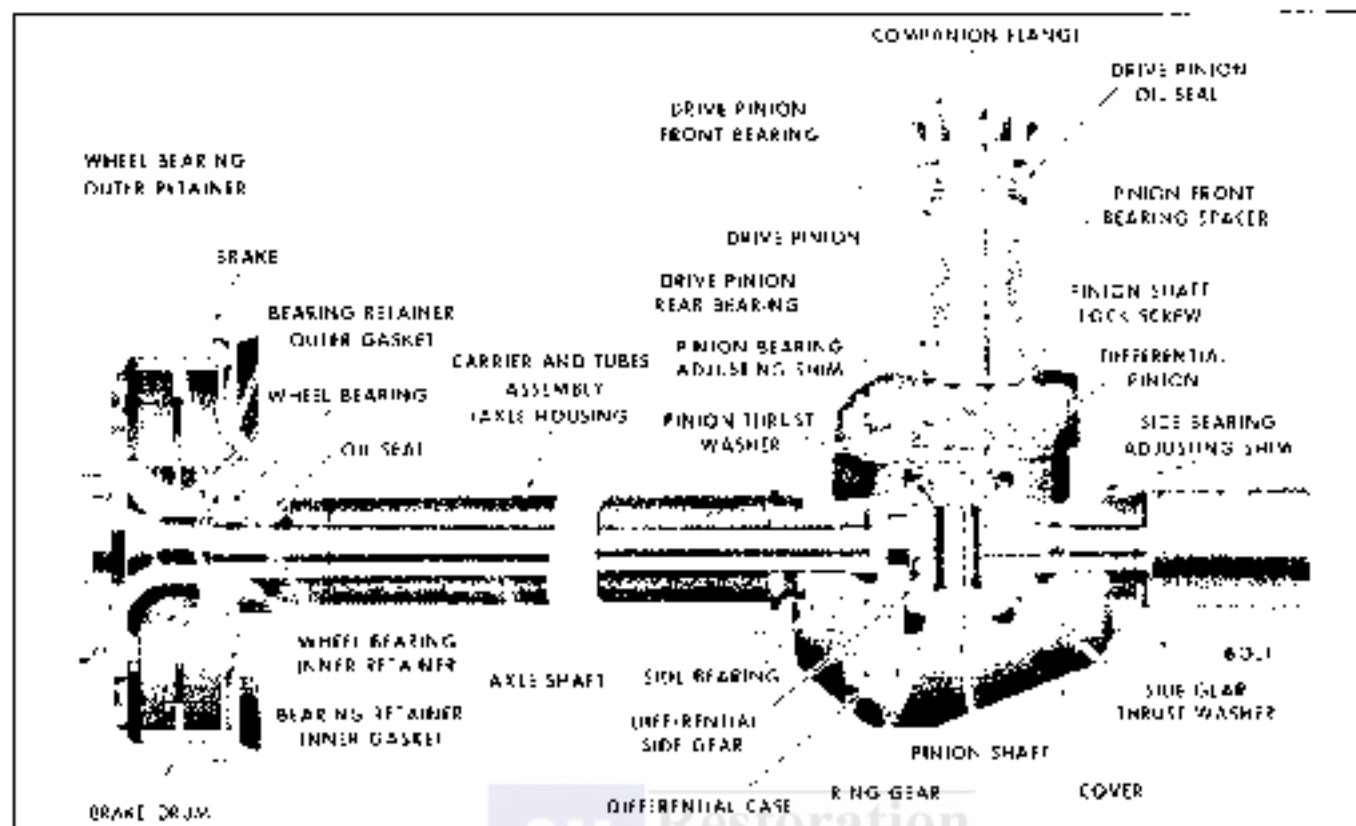 COMPANION FLANGE
DRIVE PINION
OIL SEAL
DRIVE PINION
FRONT BEARING
WHEEL BEARING
OUTER RETAINER
PINION FRONT
BEARING SPACER
DRIVE PINION
BRAKE
DRIVE PINION
REAR BEARING
PINION SHAFT
LOCK SCREW
BEARING RETAINER
OUTER GASKET
PINION BEARING
ADJUSTING SHIM
DIFFERENTIAL
PINION
CARRIER AND TUBES
ASSEMBLY
(AXLE HOUSING
WHEEL BEARING
PINION THRUST
WASHER
SIDE BEARING
ADJUSTING SHIM
OIL SEAL
WHEEL BEARING
INNER RETAINER
AXLE SHAFT
SIDE BEARING
BOLT
SIDE GEAR
THRUST WASHER
BEARING RETAINER
INNER GASKET
DIFFERENTIAL
SIDE GEAR
PINION SHAFT
RING GEAR
COVER
BRAKE DRUM
DIFFERENTIAL CASE
Restoration